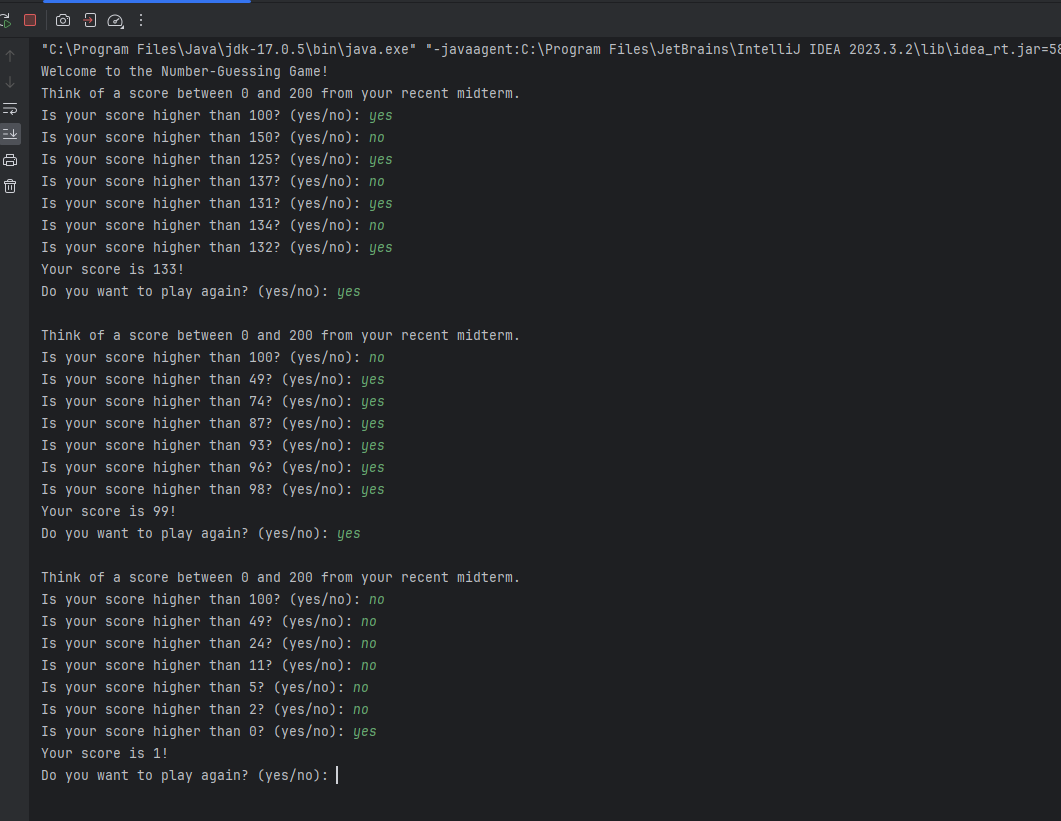 "C:\Program Files\Java\jdk-17.0.5\bin\java.exe" "-javaagent:C:\Program Files\JetBrains\IntelliJ IDEA 2023.3.2\lib\idea_rt.jar=58
Welcome to the Number-Guessing Game!
Think of a score between 0 and 200 from your recent midterm.
Is your score higher than 100? (yes/no): yes
Is your score higher than 150? (yes/no): no
Is your score higher than 125? (yes/no): yes
Is your score higher than 137? (yes/no): no
Is your score higher than 131? (yes/no): yes
Is your score higher than 134? (yes/no): no
Is your score higher than 132? (yes/no): yes
Your score is 133!
Do you want to play again? (yes/no): yes
Think of a score between 0 and 200 from your recent midterm.
Is your score higher than 100? (yes/no): no
Is your score higher than 49? (yes/no): yes
Is your score higher than 74? (yes/no): yes
Is your score higher than 87? (yes/no): yes
Is your score higher than 93? (yes/no): yes
Is your score higher than 96? (yes/no): yes
Is your score higher than 98? (yes/no): yes
Your score is 99!
Do you want to play again? (yes/no): yes
Think of a score between 0 and 200 from your recent midterm.
Is your score higher than 100? (yes/no): no
Is your score higher than 49? (yes/no): no
Is your score higher than 24? (yes/no): no
Is your score higher than 11? (yes/no): no
Is your score higher than 5? (yes/no): no
Is your score higher than 2? (yes/no): no
Is your score higher than 0? (yes/no): yes
Your score is 1!
Do you want to play again? (yes/no):